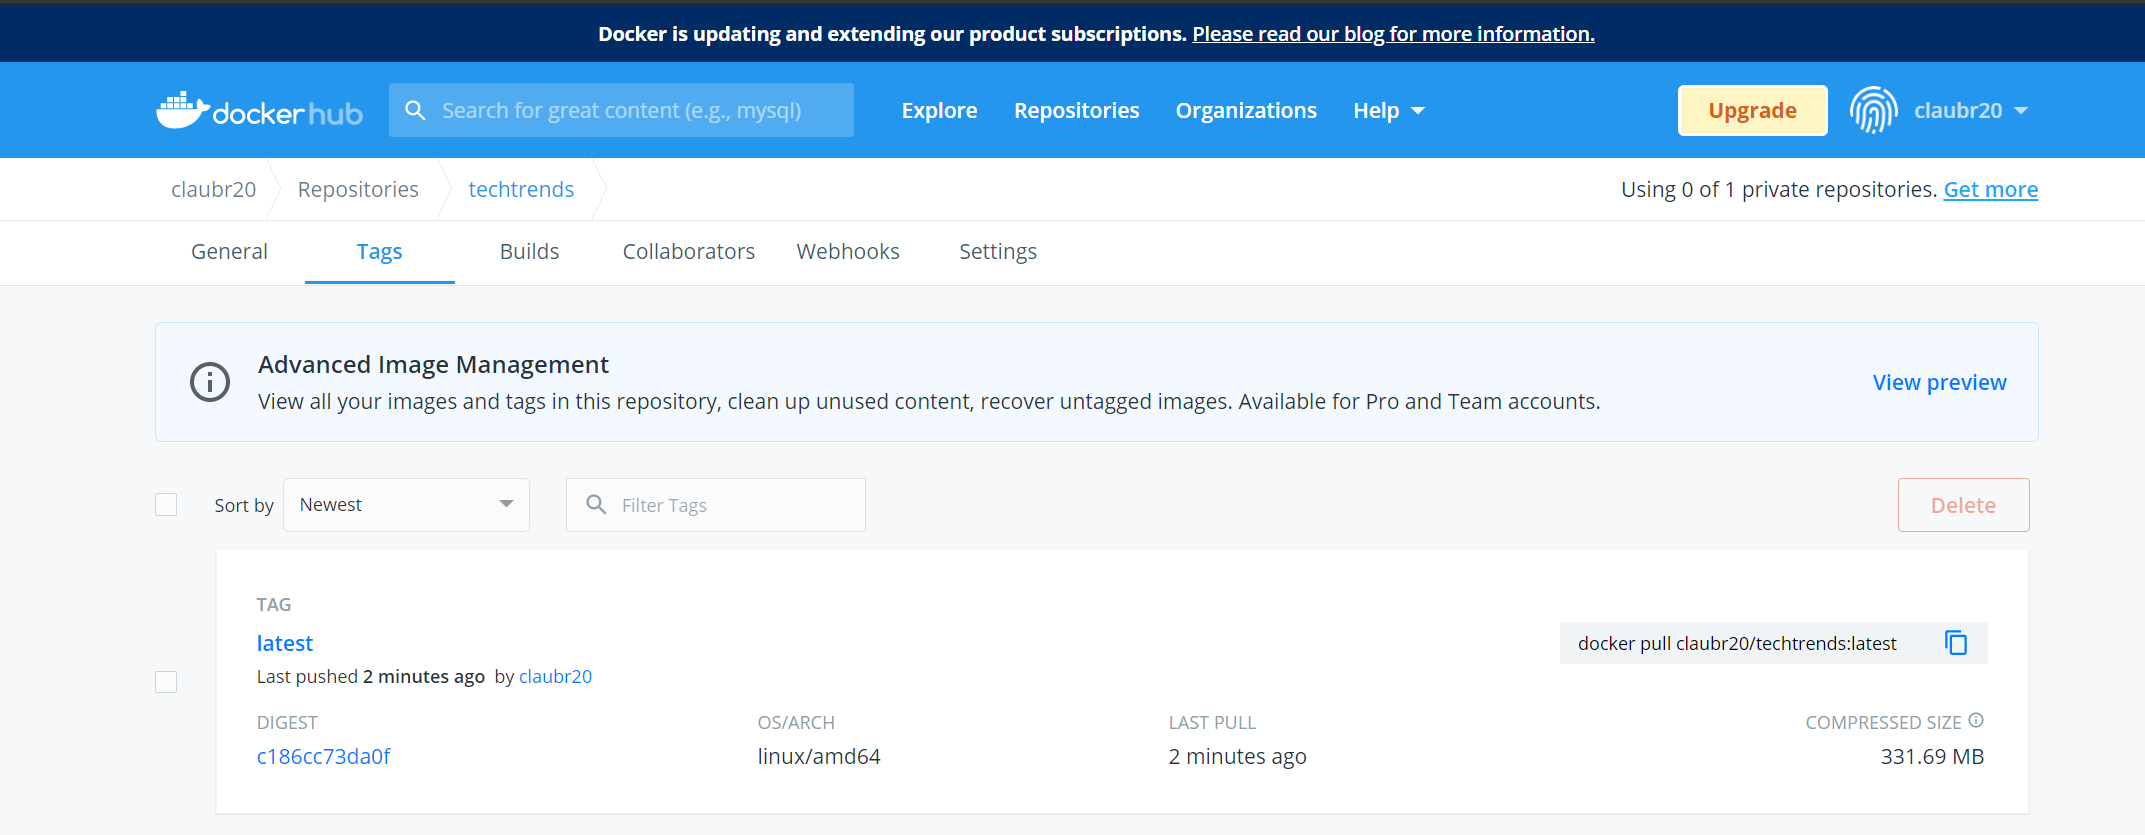 Docker is updating and extending our product subscriptions. Please read our blog for more information.
dockerhub Search for great content (e.g., mysql) Explore Repositories Organizations Help Upgrade claubr20
claubr20 Repositories techtrends Using 0 of 1 private repositories. Get more
General Tags Builds Collaborators Webhooks Settings
Advanced Image Management
View all your images and tags in this repository, clean up unused content, recover untagged images. Available for Pro and Team accounts.
View preview
Sort by Newest Filter Tags Delete
TAG
latest
docker pull claubr20/techtrends:latest
Last pushed 2 minutes ago by claubr20
DIGEST OS/ARCH LAST PULL COMPRESSED SIZE
c186cc73da0f linux/amd64 2 minutes ago 331.69 MB